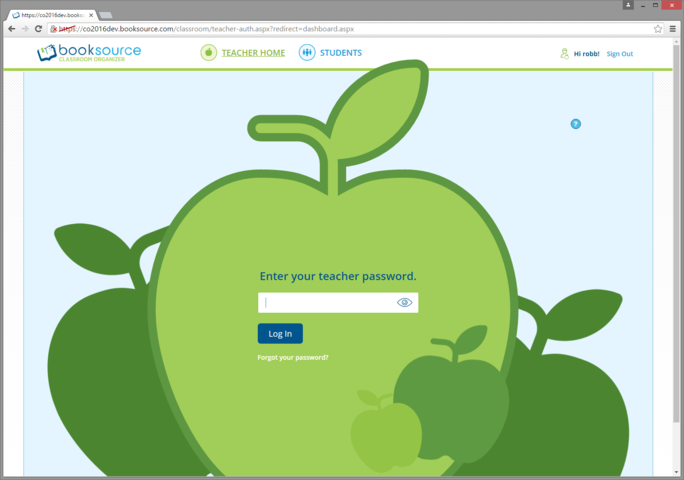 https://co2016dev.books
https://co2016dev.booksource.com/classroom/teacher-auth.aspx?redirect=dashboard.aspx
booksource
CLASSROOM ORGANIZER
TEACHER HOME
STUDENTS
Hi robb!
Sign Out
?
Enter your teacher password.
Log In
Forgot your password?